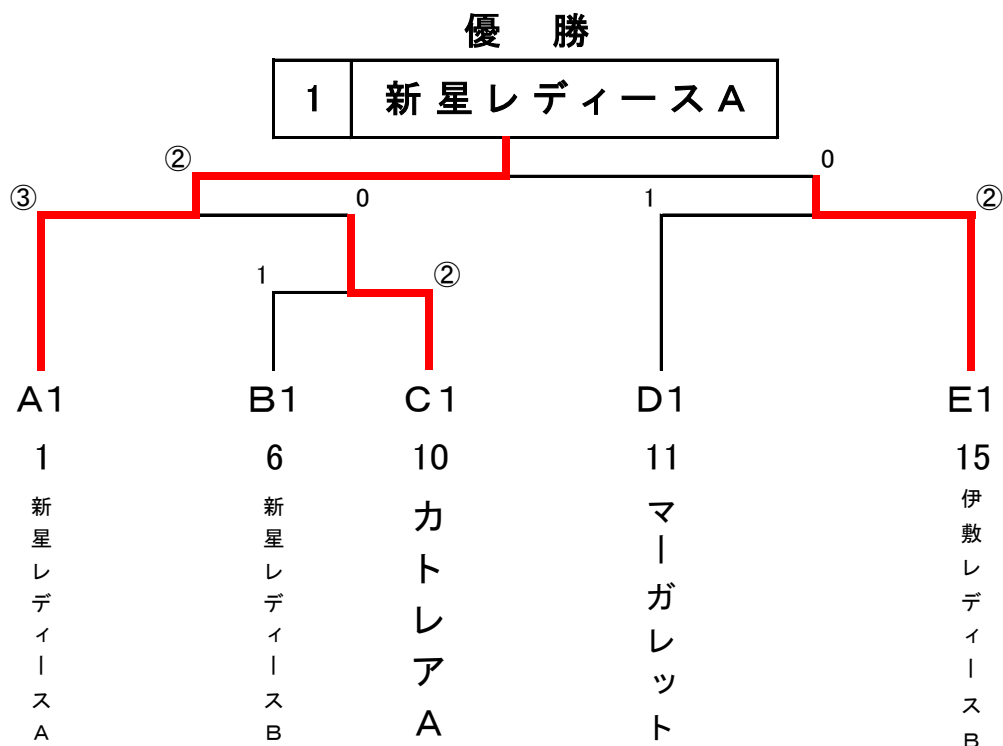 優 勝
1 新星レディースA
② 0
③ 0 1 ②
1 ②
A1 B1 C1 D1 E1
1 6 10 11 15
新星レディースA
新星レディースB
カトレアA
マーガレット
伊敷レディースB